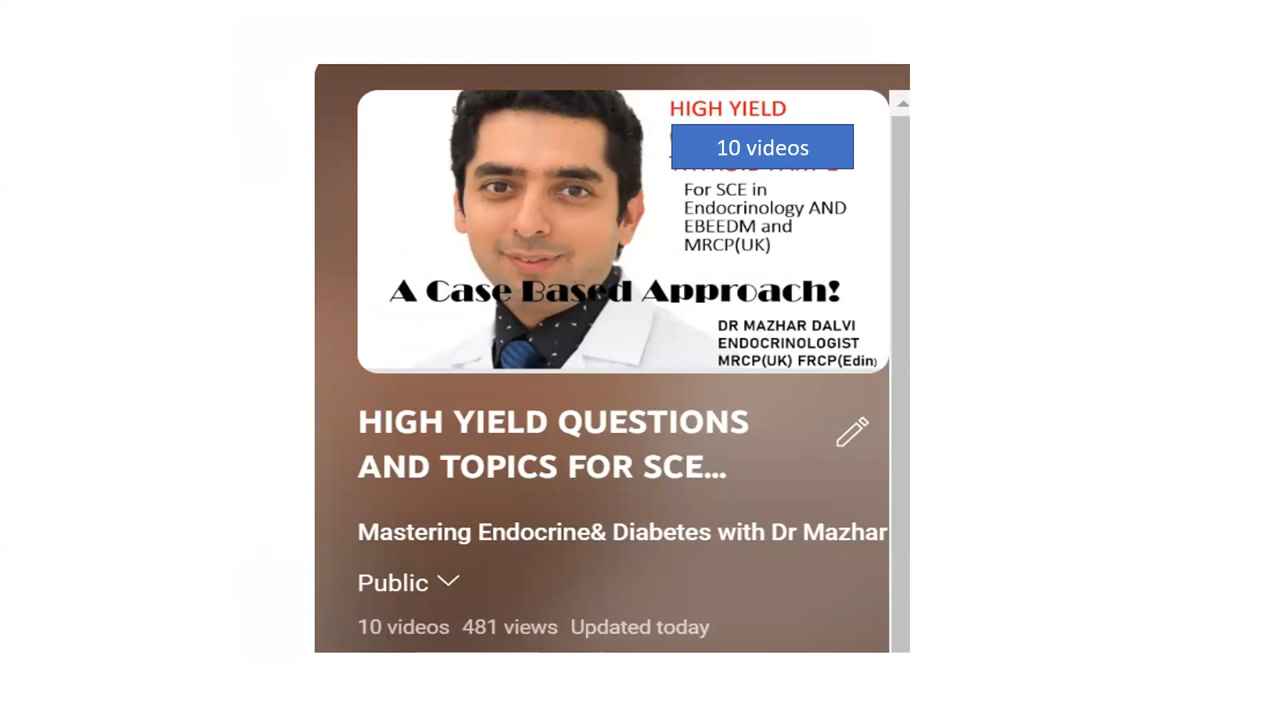 HIGH YIELD
10 videos
For SCE in
Endocrinology AND
EBEEDM and
MRCP(UK)
A Case Based Approach!
DR MAZHAR DALVI
ENDOCRINOLOGIST
MRCP(UK) FRCP(Edin)
HIGH YIELD QUESTIONS
AND TOPICS FOR SCE...
Mastering Endocrine& Diabetes with Dr Mazhar
Public
10 videos 481 views Updated today